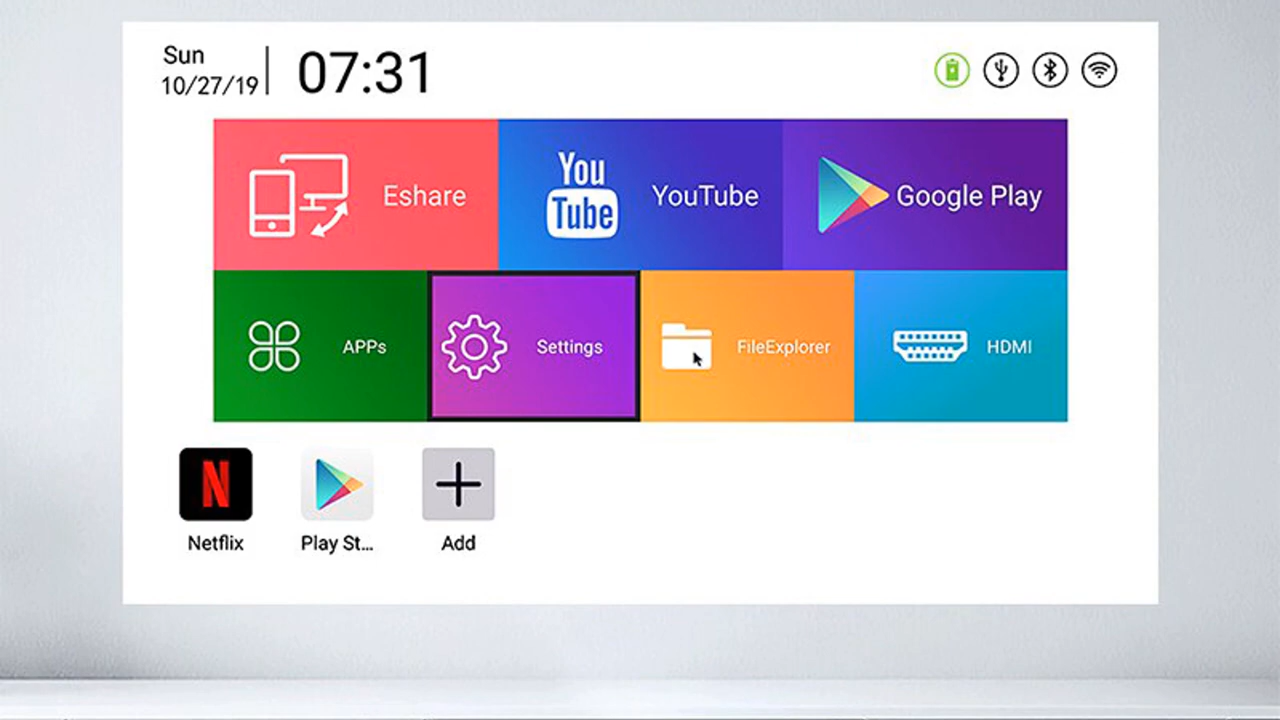 Sun
10/27/19
07:31
Eshare
You
Tube
YouTube
Google Play
APPs
Settings
FileExplorer
HDMI
N
Netflix
Play St...
Add